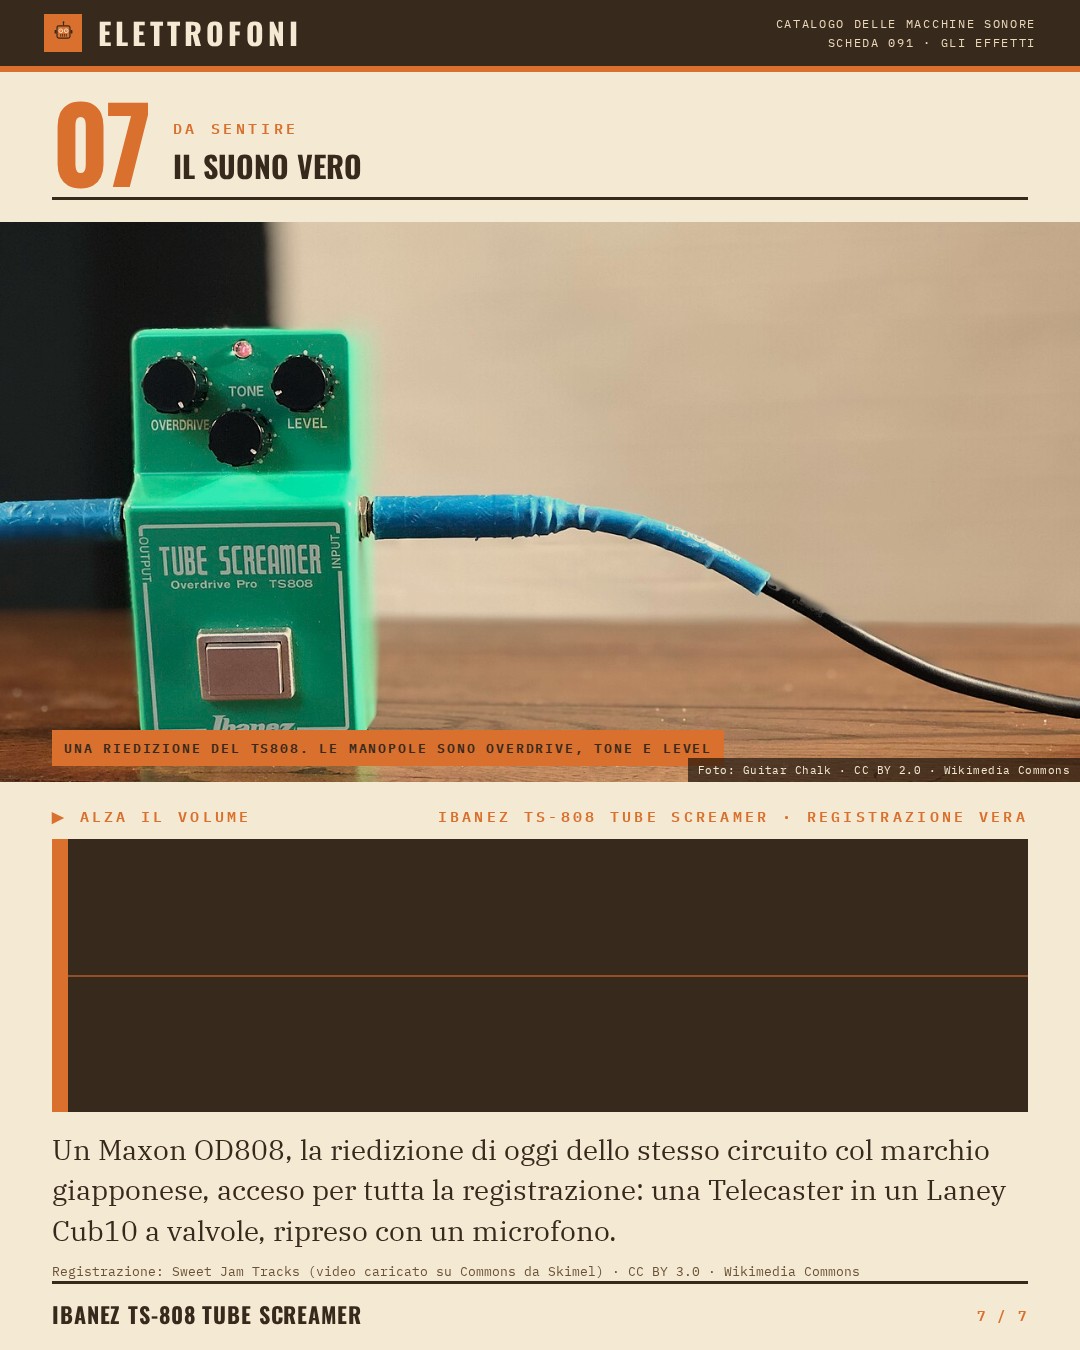 ELETTROFONI
CATALOGO DELLE MACCHINE SONORE
SCHEDA 091 · GLI EFFETTI
07
DA SENTIRE
IL SUONO VERO
TONE
OVERDRIVE
LEVEL
OUTPUT
INPUT
TUBE SCREAMER
Overdrive Pro TS808
Ibanez
UNA RIEDIZIONE DEL TS808. LE MANOPOLE SONO OVERDRIVE, TONE E LEVEL
Foto: Guitar Chalk · CC BY 2.0 · Wikimedia Commons
▶ ALZA IL VOLUME
IBANEZ TS-808 TUBE SCREAMER · REGISTRAZIONE VERA
Un Maxon OD808, la riedizione di oggi dello stesso circuito col marchio
giapponese, acceso per tutta la registrazione: una Telecaster in un Laney
Cub10 a valvole, ripreso con un microfono.
Registrazione: Sweet Jam Tracks (video caricato su Commons da Skimel) · CC BY 3.0 · Wikimedia Commons
IBANEZ TS-808 TUBE SCREAMER
7 / 7